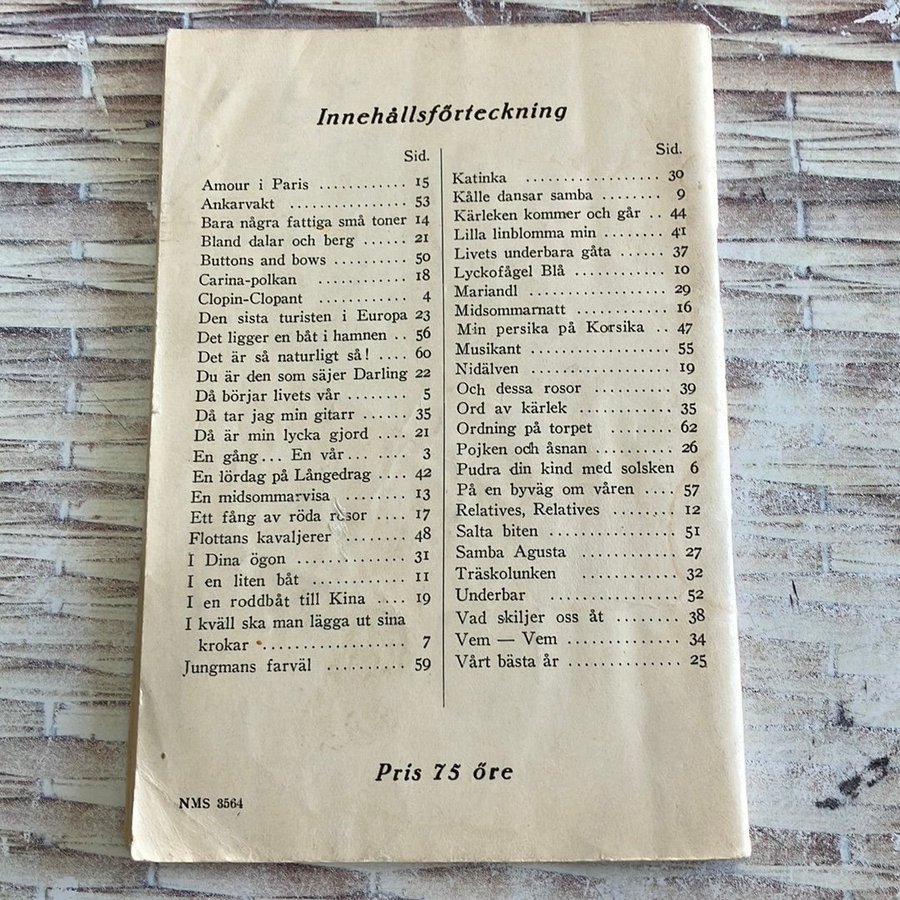 Innehållsförteckning
Sid.
Amour i Paris ............ 15
Ankarvakt ................ 53
Bara några fattiga små toner 14
Bland dalar och berg ...... 21
Buttons and bows .......... 50
Carina-polkan ............ 18
Clopin-Clopant ............ 4
Den sista turisten i Europa 23
Det ligger en båt i hamnen .. 56
Det är så naturligt så! .... 60
Du är den som säjer Darling 22
Då börjar livets vår ........ 5
Då tar jag min gitarr ...... 35
Då är min lycka gjord .... 21
En gång... En vår... .... 3
En lördag på Långedrag .... 42
En midsommarvisa ........ 13
Ett fång av röda rosor .... 17
Flottans kavaljerer ........ 48
I Dina ögon .............. 31
I en liten båt ............ 11
I en roddbåt till Kina .... 19
I kväll ska man lägga ut sina
krokar .................. 7
Jungmans farväl .......... 59
Sid.
Katinka .................. 30
Kålle dansar samba ........ 9
Kärleken kommer och går .. 44
Lilla linblomma min ........ 41
Livets underbara gåta ...... 37
Lyckofågel Blå ............ 10
Mariandl .................. 29
Midsommarnatt ............ 16
Min persika på Korsika .. 47
Musikant .................. 55
Nidälven .................. 19
Och dessa rosor .......... 39
Ord av kärlek ............ 35
Ordning på torpet ........ 62
Pojken och åsnan .......... 26
Pudra din kind med solsken 6
På en byväg om våren .... 57
Relatives, Relatives ........ 12
Salta biten ................ 51
Samba Agusta ............ 27
Träskolunken ............ 32
Underbar ................ 52
Vad skiljer oss åt ........ 38
Vem — Vem .............. 34
Vårt bästa år .............. 25
Pris 75 öre
NMS 3564